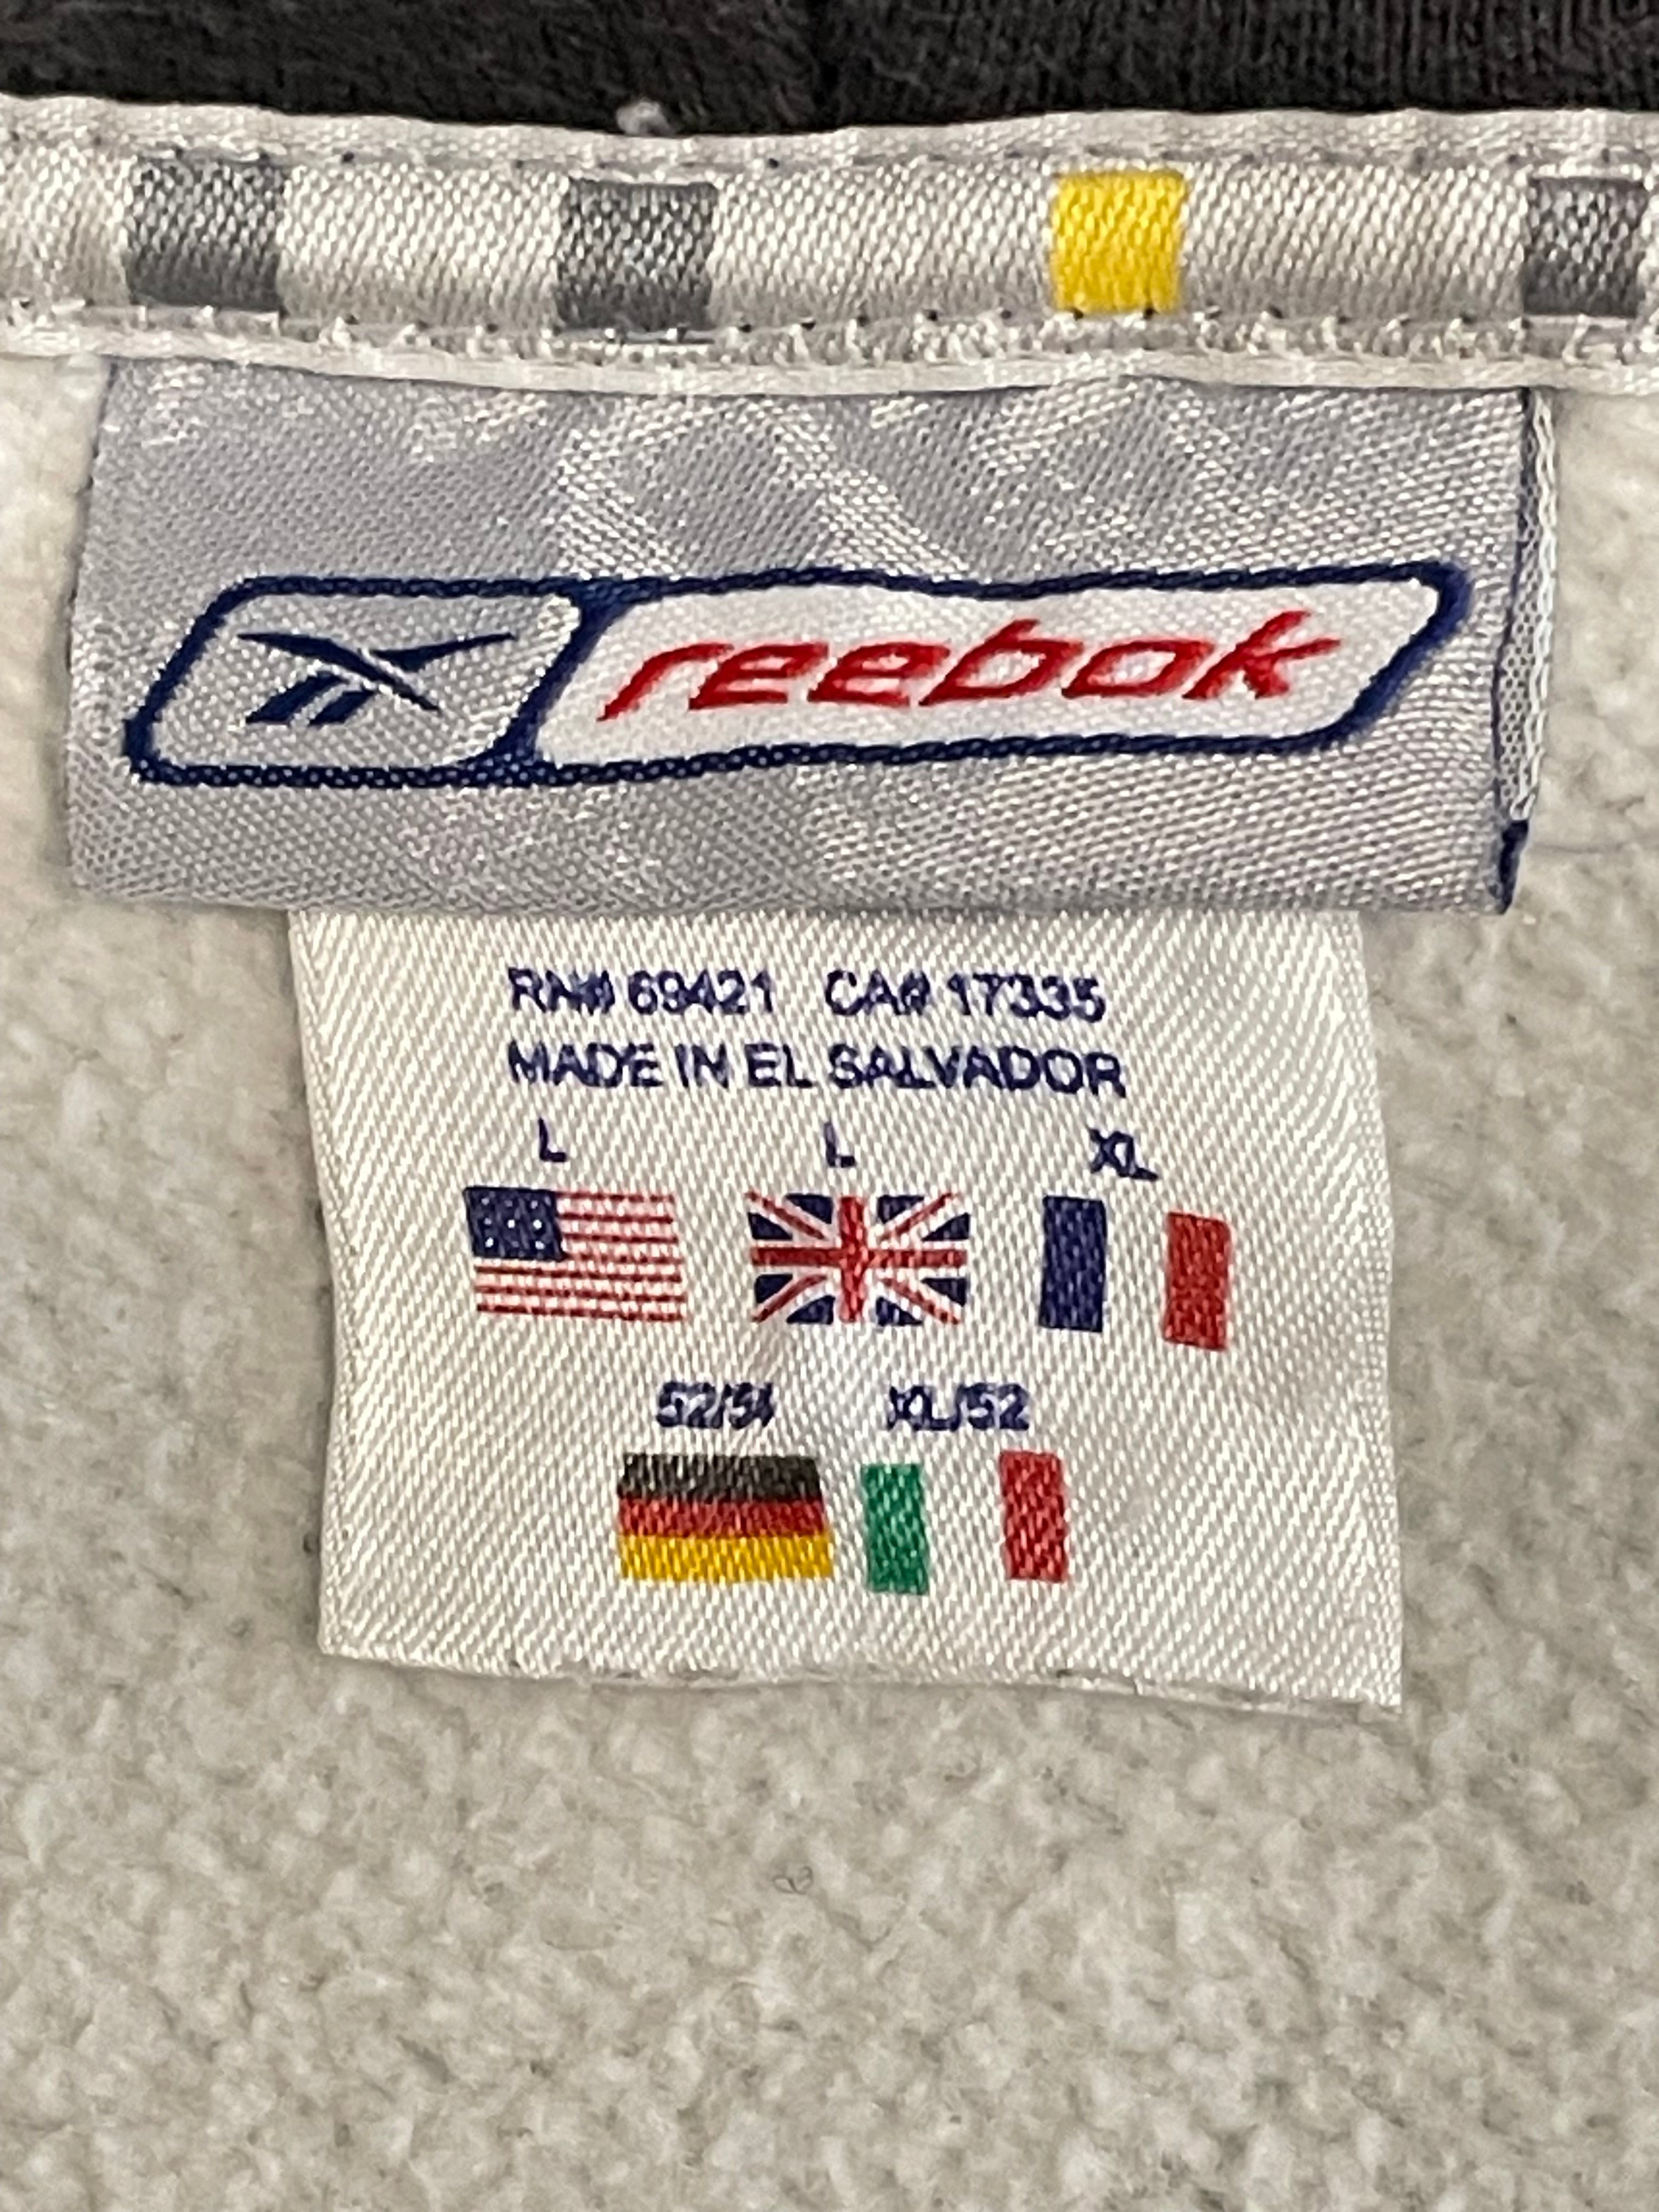 reebok
RN# 69421 CA# 17335
MADE IN EL SALVADOR
L L XL
52/54 XL/52